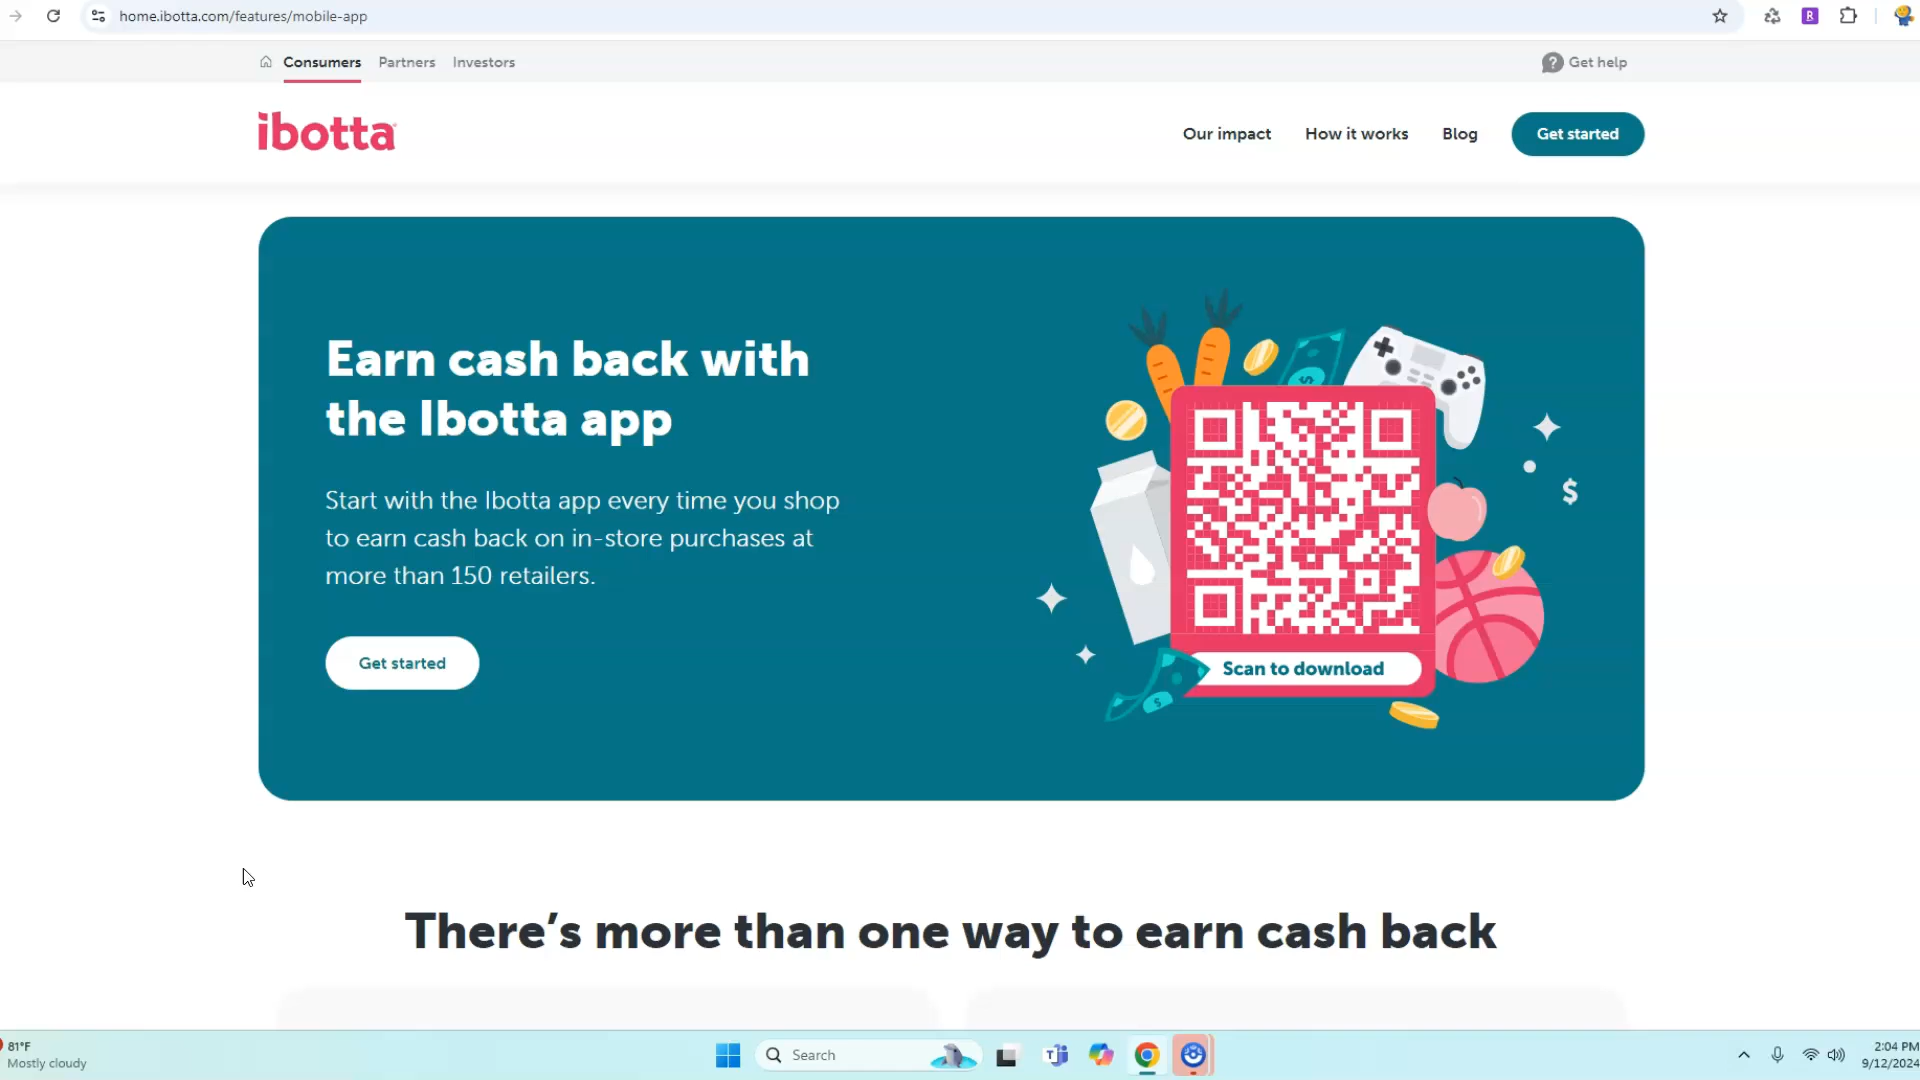 home.ibotta.com/features/mobile-app
R
Consumers Partners Investors
? Get help
ibotta
Our impact How it works Blog Get started
Earn cash back with
the Ibotta app
Start with the Ibotta app every time you shop
to earn cash back on in-store purchases at
more than 150 retailers.
Get started
$
$
$
Scan to download
There’s more than one way to earn cash back
81°F
Mostly cloudy
Search
2:04 PM
9/12/2024